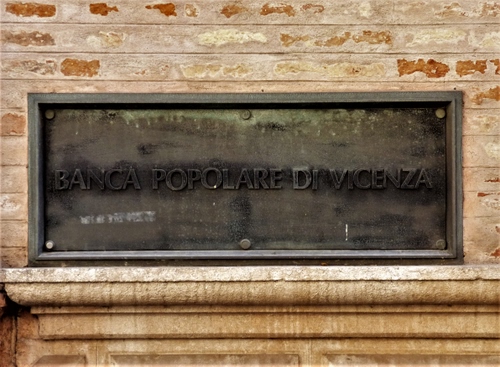 BANCA POPOLARE DI VICENZA